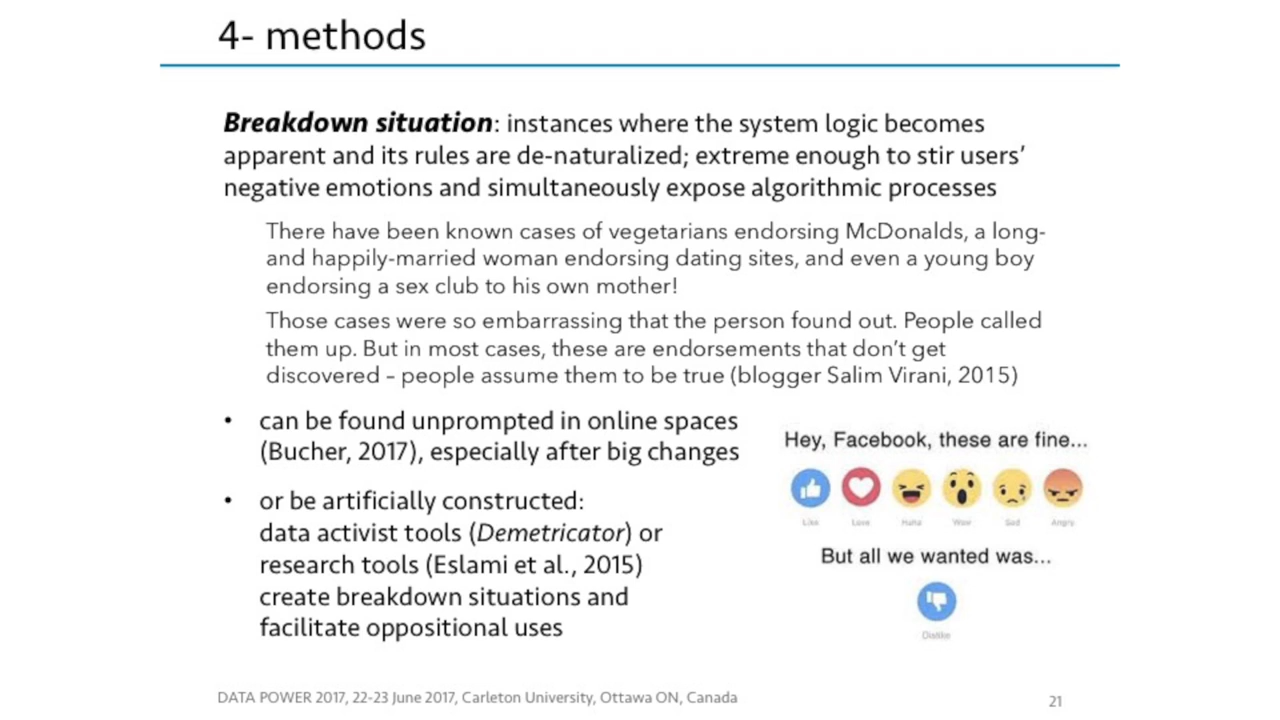 4- methods
Breakdown situation: instances where the system logic becomes
apparent and its rules are de-naturalized; extreme enough to stir users’
negative emotions and simultaneously expose algorithmic processes
There have been known cases of vegetarians endorsing McDonalds, a long-
and happily-married woman endorsing dating sites, and even a young boy
endorsing a sex club to his own mother!
Those cases were so embarrassing that the person found out. People called
them up. But in most cases, these are endorsements that don’t get
discovered – people assume them to be true (blogger Salim Virani, 2015)
• can be found unprompted in online spaces
(Bucher, 2017), especially after big changes
• or be artificially constructed:
data activist tools (Demetricator) or
research tools (Eslami et al., 2015)
create breakdown situations and
facilitate oppositional uses
Hey, Facebook, these are fine...
Like Love Haha Wow Sad Angry
But all we wanted was...
Dislike
DATA POWER 2017, 22-23 June 2017, Carleton University, Ottawa ON, Canada
21